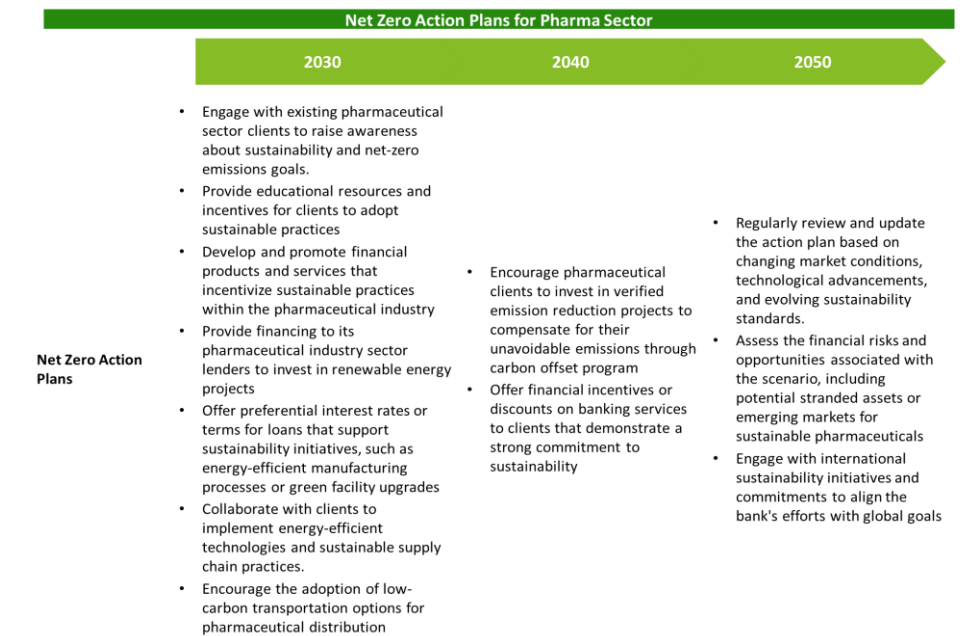 Net Zero Action Plans for Pharma Sector
2030
2040
2050
Net Zero Action
Plans
• Engage with existing pharmaceutical
sector clients to raise awareness
about sustainability and net-zero
emissions goals.
• Provide educational resources and
incentives for clients to adopt
sustainable practices
• Develop and promote financial
products and services that
incentivize sustainable practices
within the pharmaceutical industry
• Provide financing to its
pharmaceutical industry sector
lenders to invest in renewable energy
projects
• Offer preferential interest rates or
terms for loans that support
sustainability initiatives, such as
energy-efficient manufacturing
processes or green facility upgrades
• Collaborate with clients to
implement energy-efficient
technologies and sustainable supply
chain practices.
• Encourage the adoption of low-
carbon transportation options for
pharmaceutical distribution
• Encourage pharmaceutical
clients to invest in verified
emission reduction projects to
compensate for their
unavoidable emissions through
carbon offset program
• Offer financial incentives or
discounts on banking services
to clients that demonstrate a
strong commitment to
sustainability
• Regularly review and update
the action plan based on
changing market conditions,
technological advancements,
and evolving sustainability
standards.
• Assess the financial risks and
opportunities associated with
the scenario, including
potential stranded assets or
emerging markets for
sustainable pharmaceuticals
• Engage with international
sustainability initiatives and
commitments to align the
bank's efforts with global goals